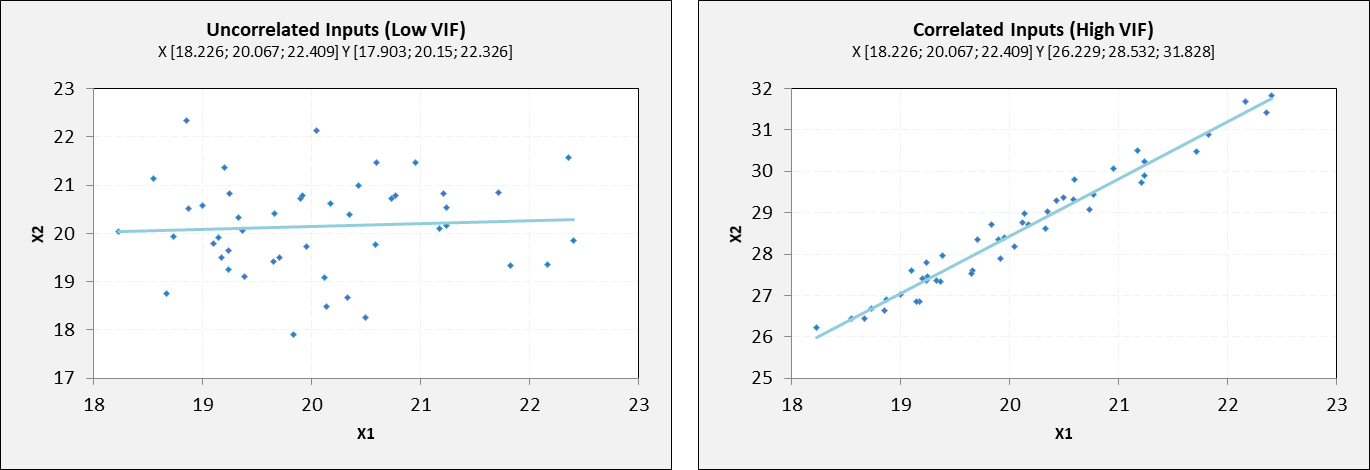 Uncorrelated Inputs (Low VIF)
X [18.226; 20.067; 22.409] Y [17.903; 20.15; 22.326]
23
22
21
20
19
18
17
X2
18 19 20 21 22 23
X1
Correlated Inputs (High VIF)
X [18.226; 20.067; 22.409] Y [26.229; 28.532; 31.828]
32
31
30
29
28
27
26
25
X2
18 19 20 21 22 23
X1